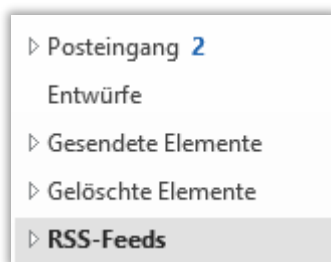 Posteingang 2
Entwürfe
Gesendete Elemente
Gelöschte Elemente
RSS-Feeds